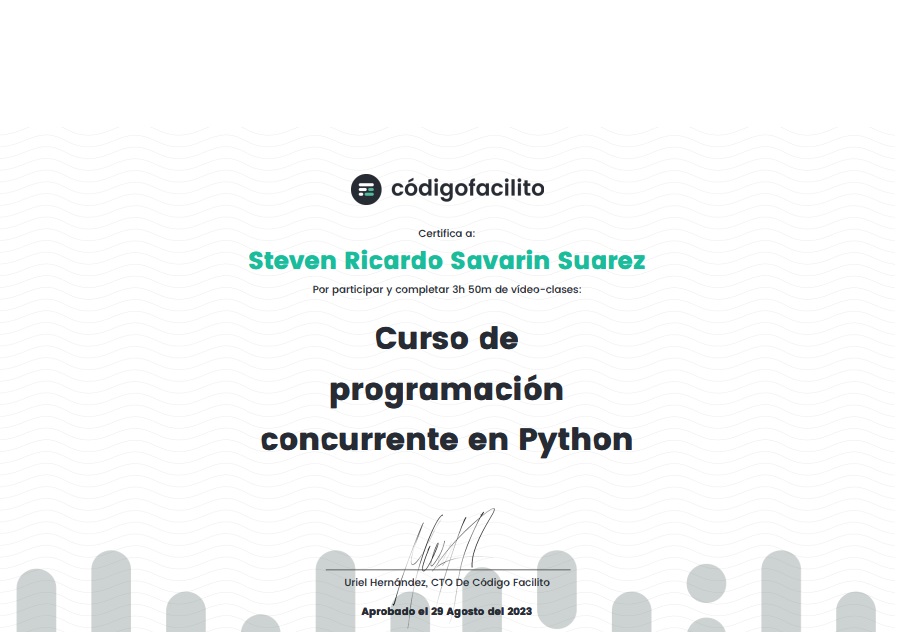 códigofacilito
Certifica a:
Steven Ricardo Savarin Suarez
Por participar y completar 3h 50m de vídeo-clases:
Curso de
programación
concurrente en Python
Uriel Hernández, CTO De Código Facilito
Aprobado el 29 Agosto del 2023